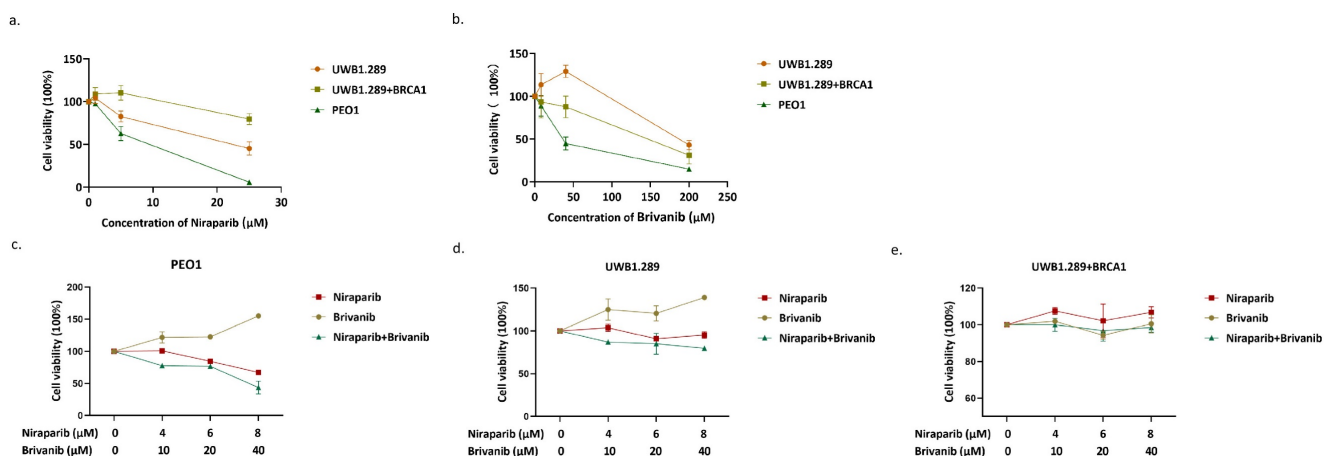 a.
Cell viability (100%)
150
100
50
0
0 10 20 30
Concentration of Niraparib (μM)
UWB1.289
UWB1.289+BRCA1
PEO1
b.
Cell viability ( 100%)
150
100
50
0
0 50 100 150 200 250
Concentration of Brivanib (μM)
UWB1.289
UWB1.289+BRCA1
PEO1
c.
PEO1
Cell viability (100%)
200
150
100
50
0
Niraparib (μM) 0 4 6 8
Brivanib (μM) 0 10 20 40
Niraparib
Brivanib
Niraparib+Brivanib
d.
UWB1.289
Cell viability (100%)
150
100
50
0
Niraparib (μM) 0 4 6 8
Brivanib (μM) 0 10 20 40
Niraparib
Brivanib
Niraparib+Brivanib
e.
UWB1.289+BRCA1
Cell viability (100%)
120
100
80
60
Niraparib (μM) 0 4 6 8
Brivanib (μM) 0 10 20 40
Niraparib
Brivanib
Niraparib+Brivanib